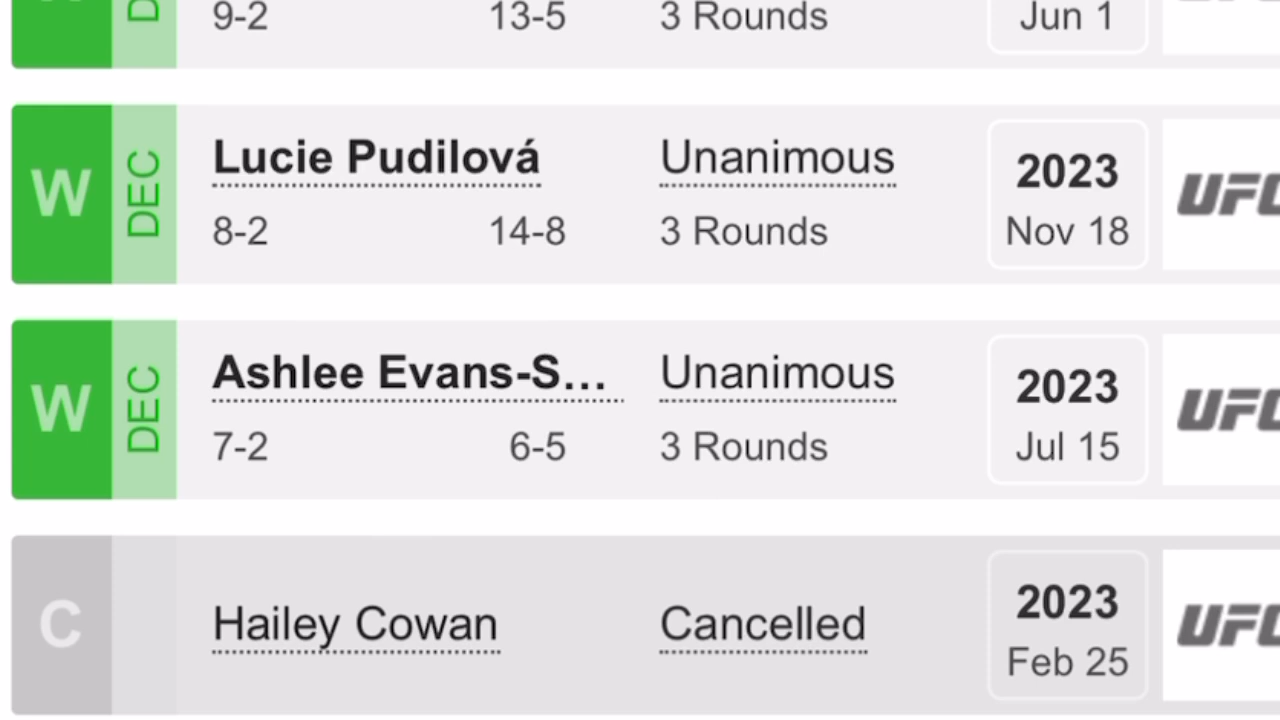 9-2 13-5 3 Rounds Jun 1
W DEC Lucie Pudilová Unanimous 2023 UFC
8-2 14-8 3 Rounds Nov 18
W DEC Ashlee Evans-S... Unanimous 2023 UFC
7-2 6-5 3 Rounds Jul 15
C Hailey Cowan Cancelled 2023 UFC
Feb 25